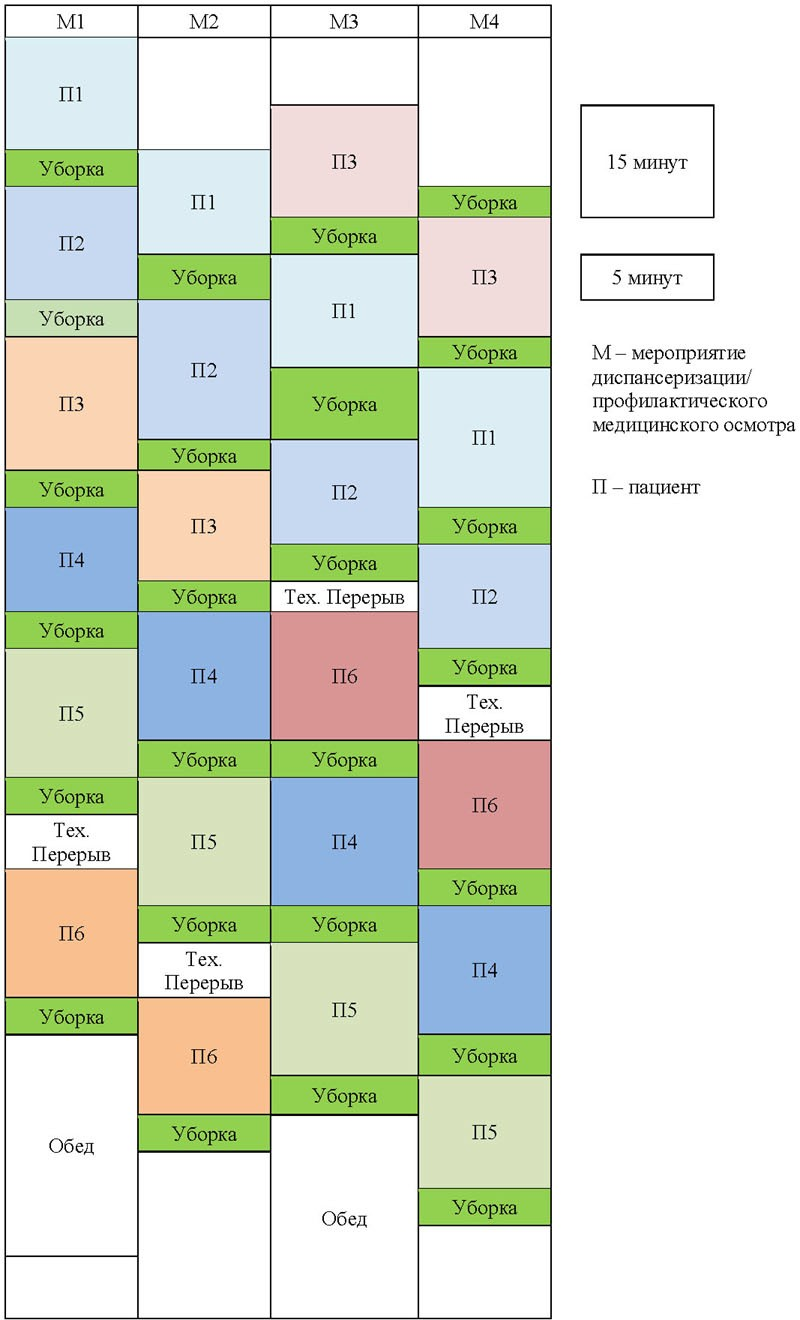 М1
М2
М3
М4
П1
Уборка
П2
Уборка
П3
Уборка
П4
Уборка
П5
Уборка
Тех.
Перерыв
П6
Уборка
Обед
П1
Уборка
П2
Уборка
П3
Уборка
П4
Уборка
П5
Уборка
Тех.
Перерыв
П6
Уборка
П3
Уборка
П1
Уборка
П2
Уборка
Тех. Перерыв
П6
Уборка
П4
Уборка
П5
Уборка
Обед
Уборка
П3
Уборка
П1
Уборка
П2
Уборка
Тех.
Перерыв
П6
Уборка
П4
Уборка
П5
Уборка
15 минут
5 минут
М – мероприятие
диспансеризации/
профилактического
медицинского осмотра
П – пациент